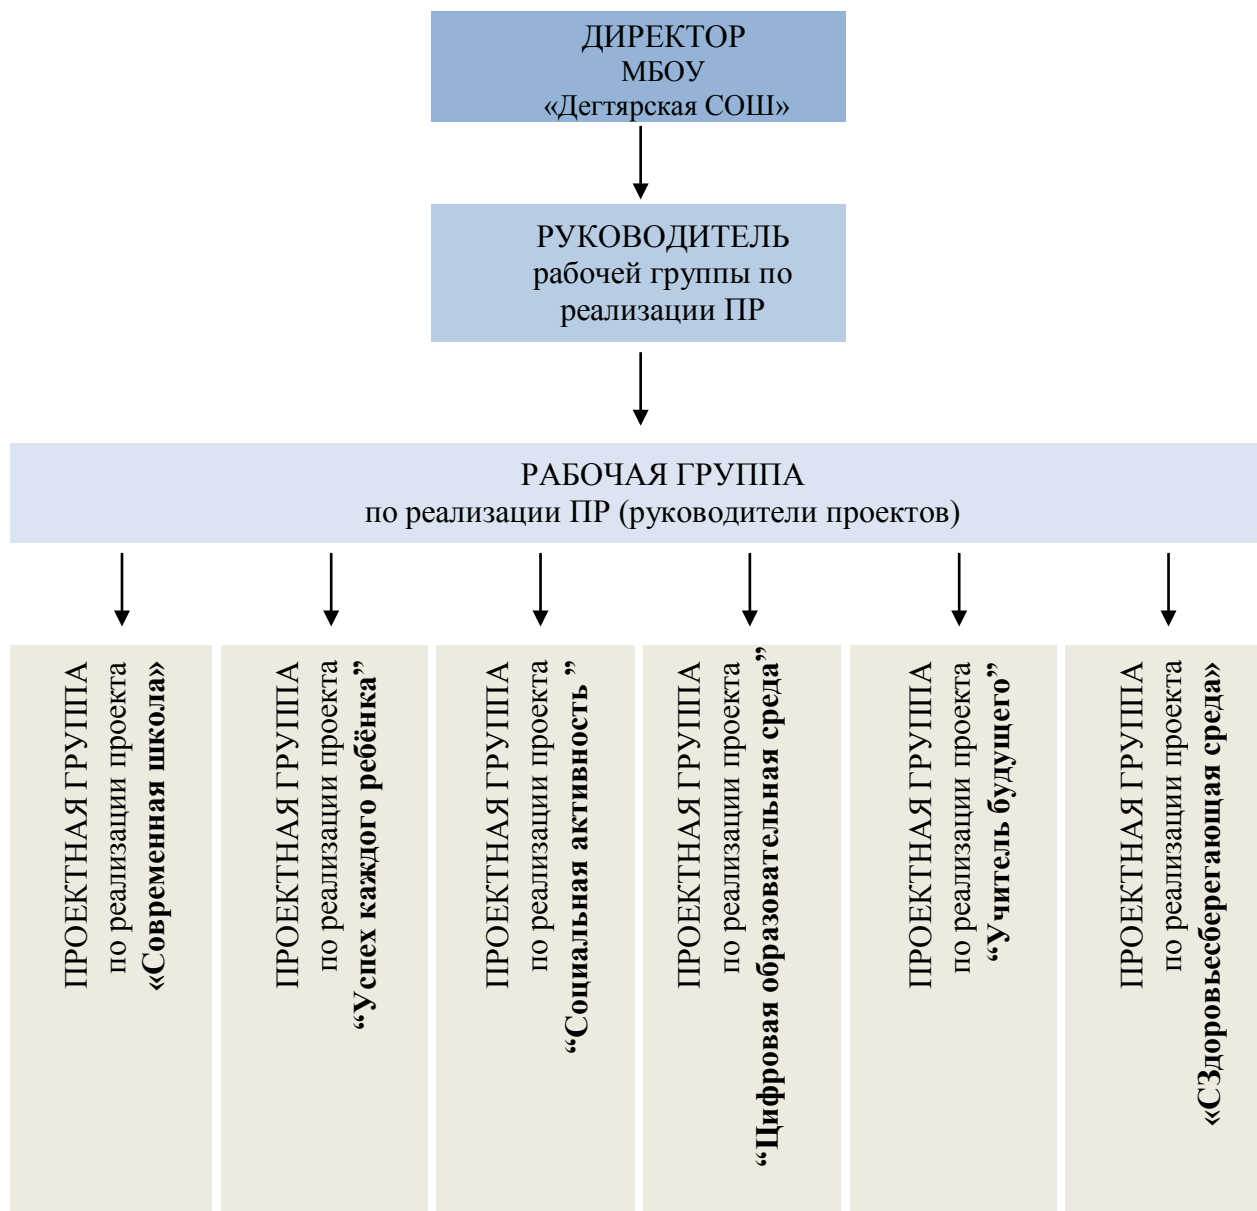 ДИРЕКТОР
МБОУ
«Дегтярская СОШ»
РУКОВОДИТЕЛЬ
рабочей группы по
реализации ПР
РАБОЧАЯ ГРУППА
по реализации ПР (руководители проектов)
ПРОЕКТНАЯ ГРУППА
по реализации проекта
«Современная школа»
ПРОЕКТНАЯ ГРУППА
по реализации проекта
“Успех каждого ребёнка”
ПРОЕКТНАЯ ГРУППА
по реализации проекта
“Социальная активность ”
ПРОЕКТНАЯ ГРУППА
по реализации проекта
“Цифровая образовательная среда”
ПРОЕКТНАЯ ГРУППА
по реализации проекта
“Учитель будущего”
ПРОЕКТНАЯ ГРУППА
по реализации проекта
«СЗдоровьесберегающая среда»